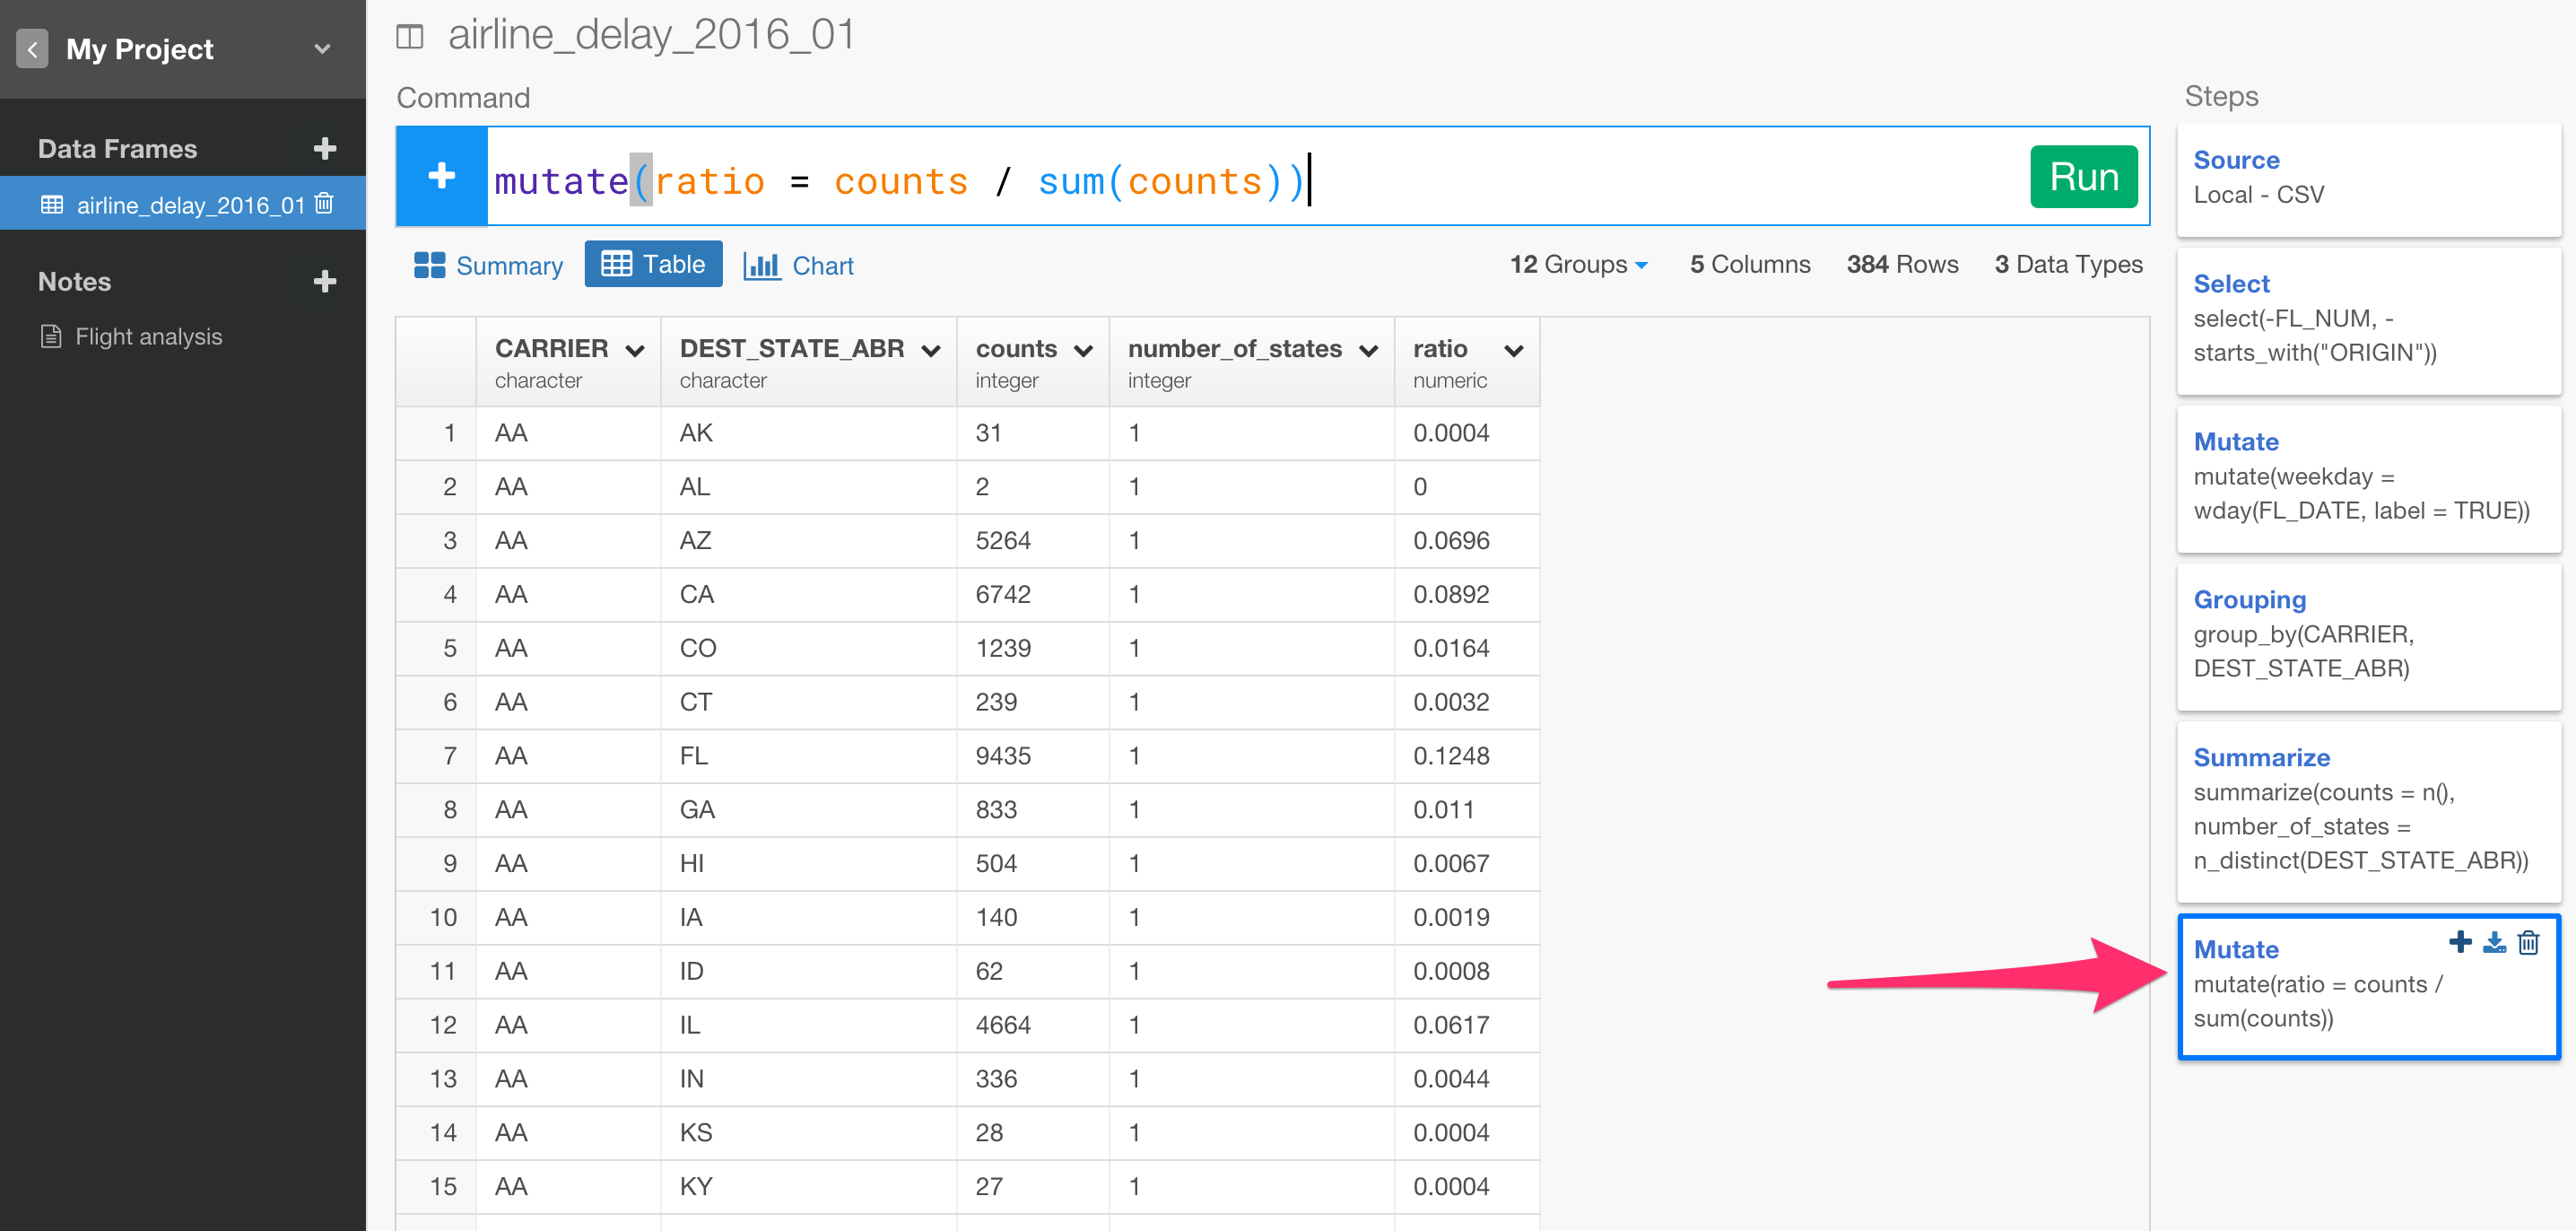 My Project
Data Frames
airline_delay_2016_01
Notes
Flight analysis
airline_delay_2016_01
Command
mutate(ratio = counts / sum(counts))
Run
Summary Table Chart
12 Groups 5 Columns 384 Rows 3 Data Types
CARRIER DEST_STATE_ABR counts number_of_states ratio
character character integer integer numeric
1 AA AK 31 1 0.0004
2 AA AL 2 1 0
3 AA AZ 5264 1 0.0696
4 AA CA 6742 1 0.0892
5 AA CO 1239 1 0.0164
6 AA CT 239 1 0.0032
7 AA FL 9435 1 0.1248
8 AA GA 833 1 0.011
9 AA HI 504 1 0.0067
10 AA IA 140 1 0.0019
11 AA ID 62 1 0.0008
12 AA IL 4664 1 0.0617
13 AA IN 336 1 0.0044
14 AA KS 28 1 0.0004
15 AA KY 27 1 0.0004
Steps
Source
Local - CSV
Select
select(-FL_NUM, -
starts_with("ORIGIN"))
Mutate
mutate(weekday =
wday(FL_DATE, label = TRUE))
Grouping
group_by(CARRIER,
DEST_STATE_ABR)
Summarize
summarize(counts = n(),
number_of_states =
n_distinct(DEST_STATE_ABR))
Mutate
mutate(ratio = counts /
sum(counts))